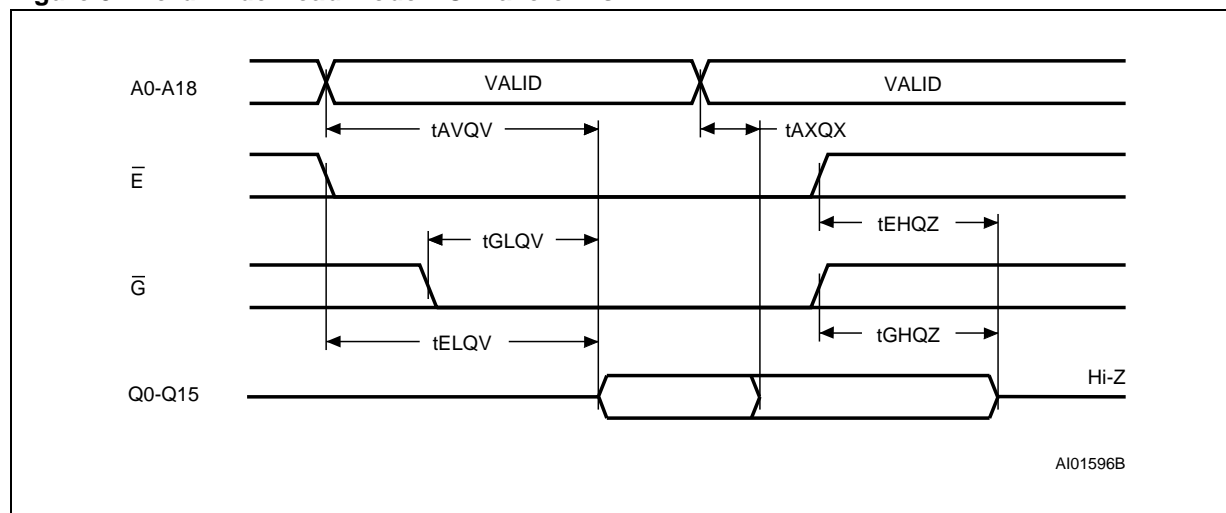 A0-A18
VALID
VALID
tAVQV
tAXQX
E
tEHQZ
tGLQV
G
tELQV
tGHQZ
Q0-Q15
Hi-Z
AI01596B